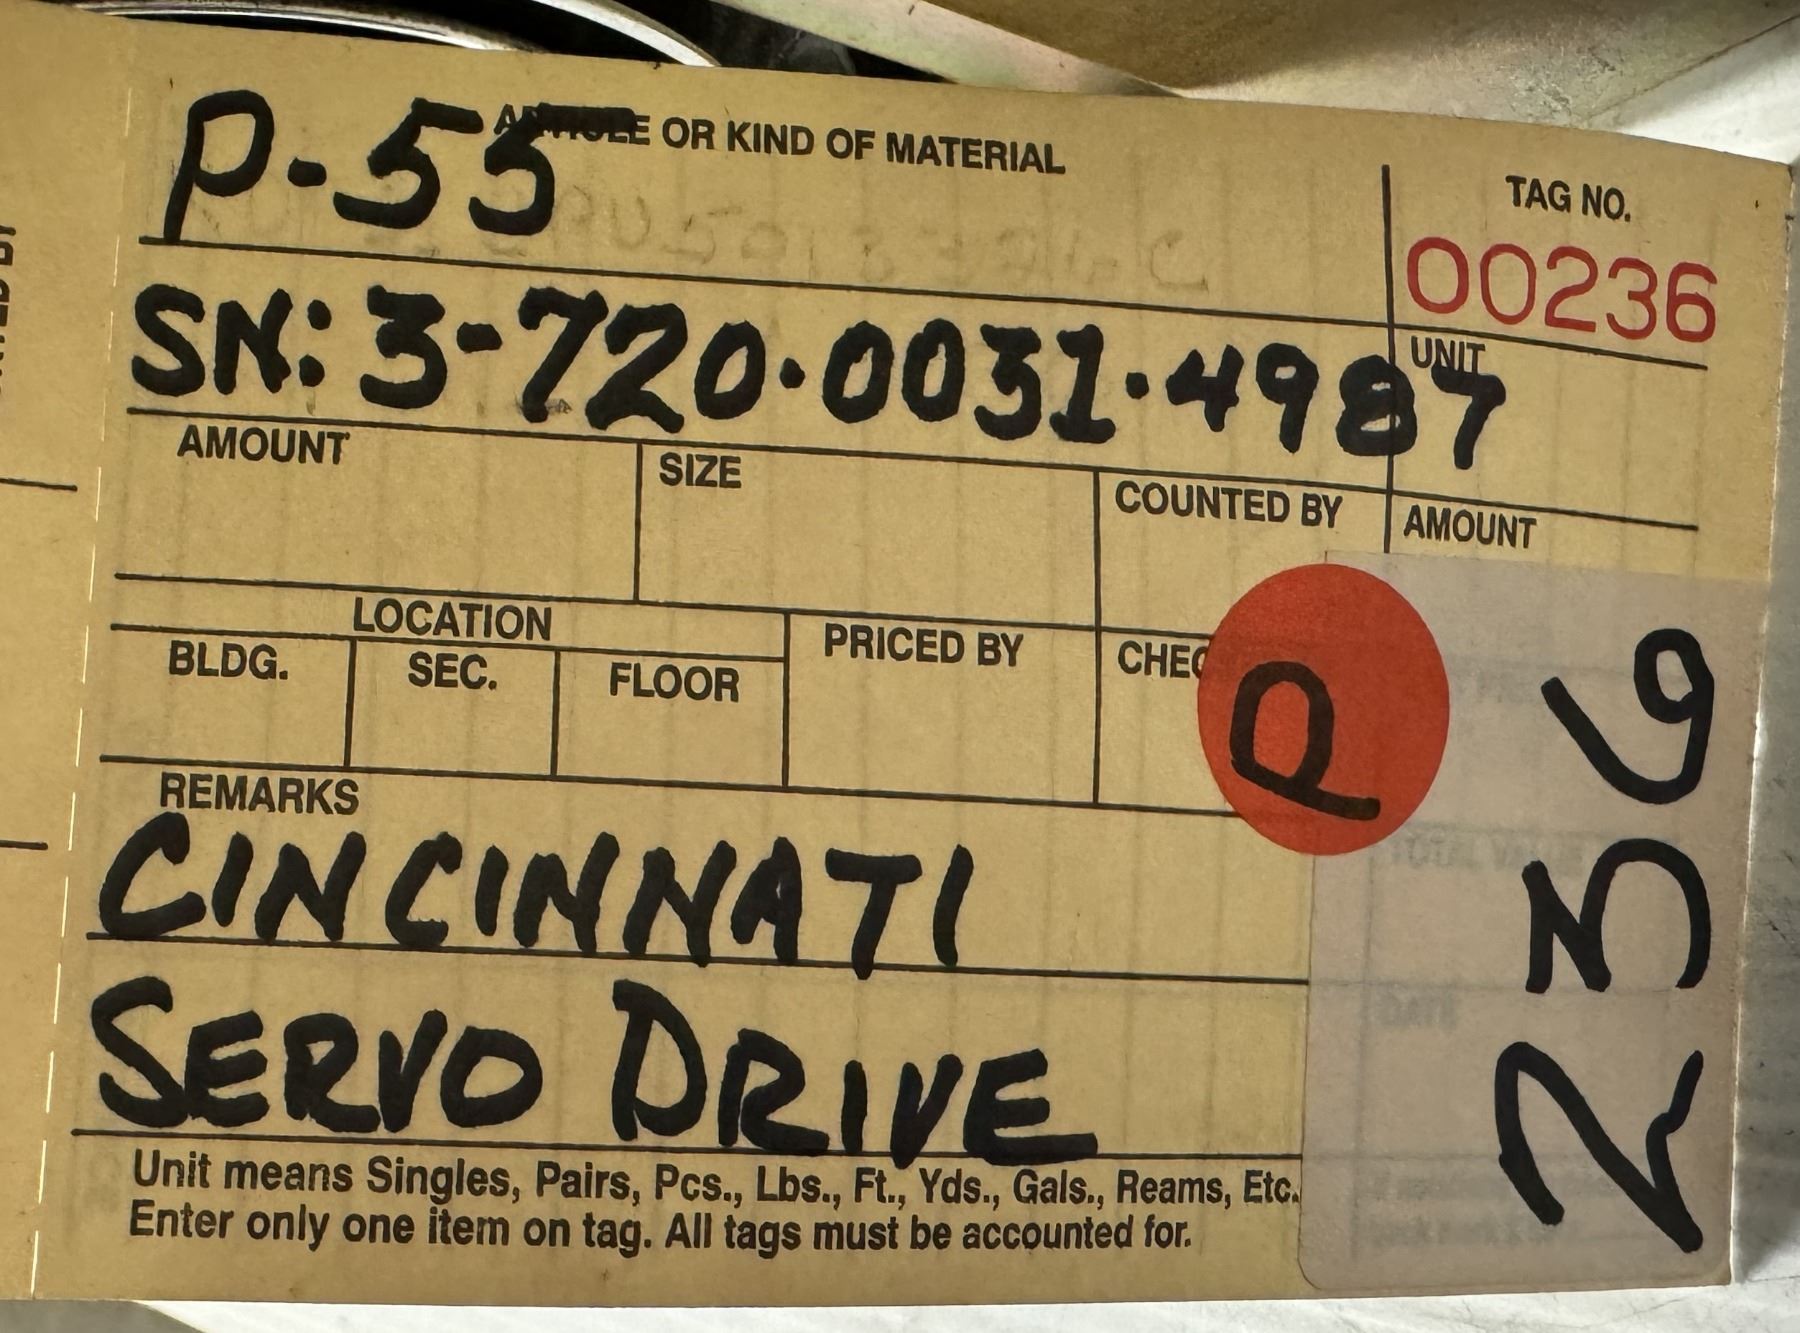 P-55
ARTICLE OR KIND OF MATERIAL
TAG NO.
00236
SN: 3-720.0031.4987
UNIT
AMOUNT
SIZE
COUNTED BY
AMOUNT
LOCATION
BLDG.
SEC.
FLOOR
PRICED BY
CHEC
P
236
REMARKS
CINCINNATI
SERVO DRIVE
Unit means Singles, Pairs, Pcs., Lbs., Ft., Yds., Gals., Reams, Etc.
Enter only one item on tag. All tags must be accounted for.